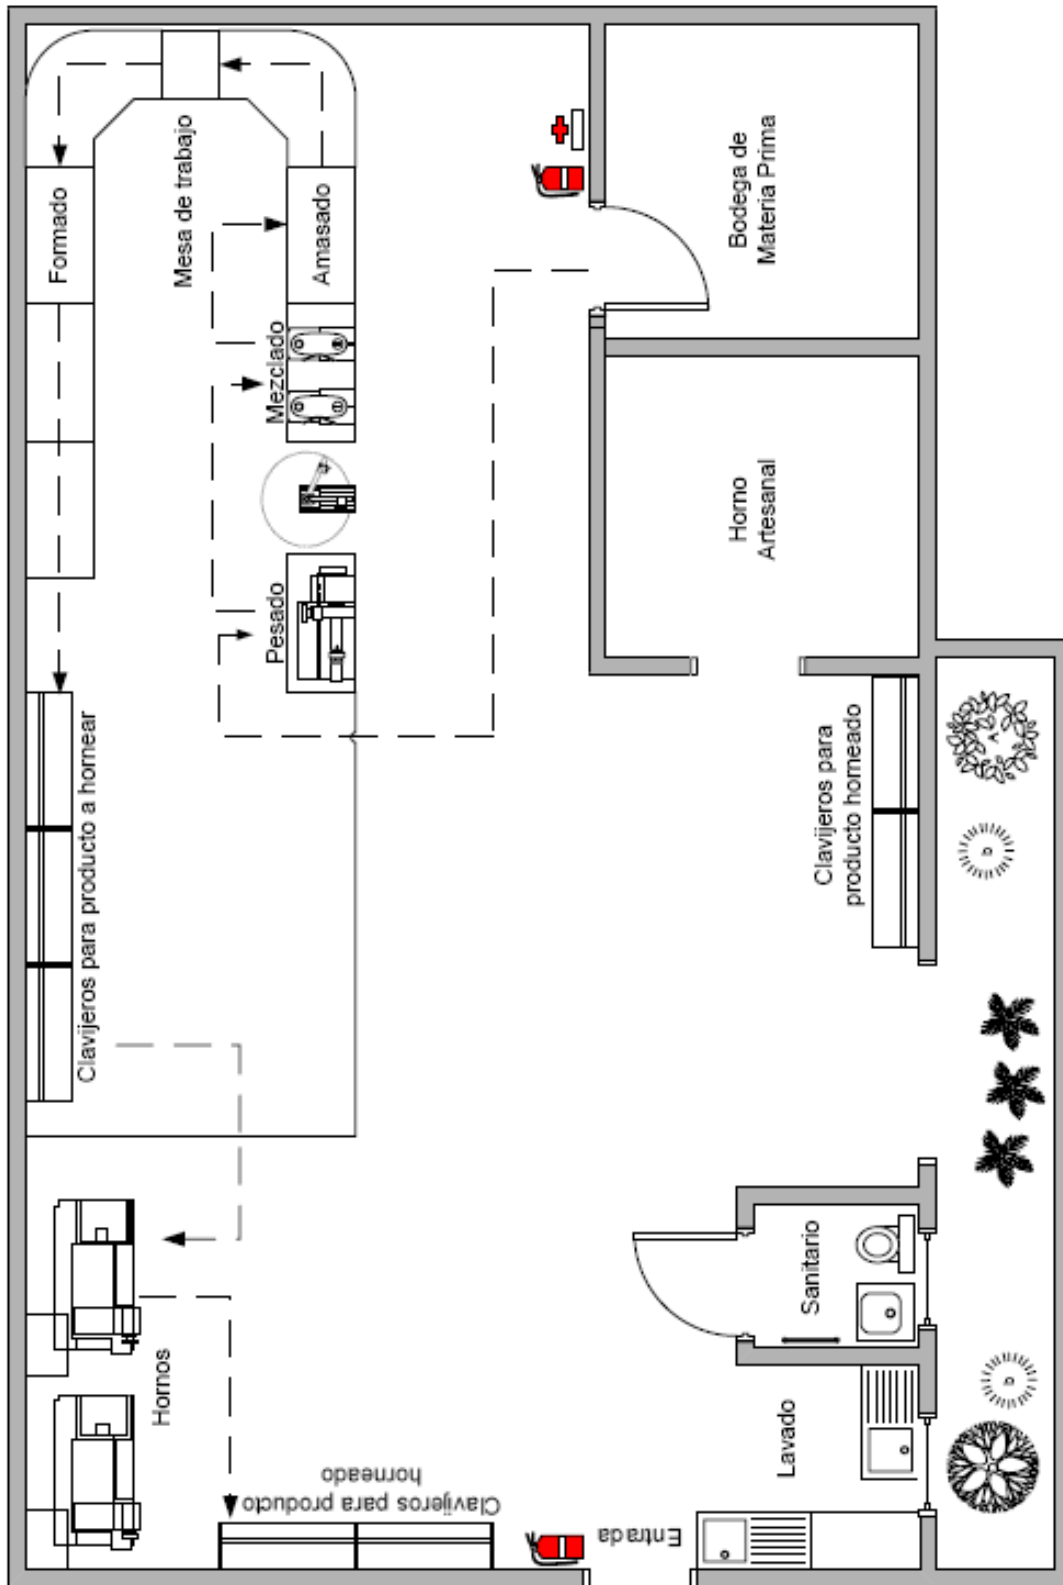 Formado
Mesa de trabajo
Amasado
Mezclado
Pesado
Bodega de
Materia Prima
Horno
Artesanal
Clavijeros para producto a hornear
Clavijeros para
producto horneado
Hornos
Clavijeros para producto
horneado
Entrada
Sanitario
Lavado